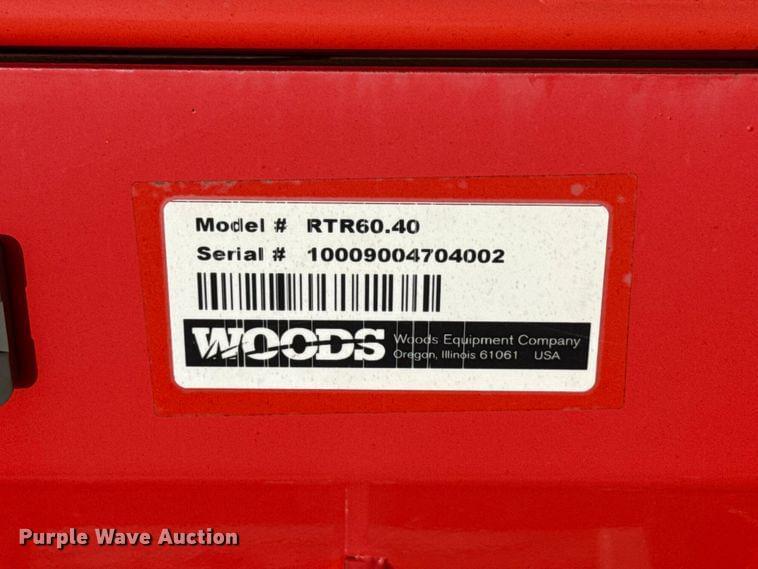 Model # RTR60.40
Serial # 10009004704002
WOODS
Woods Equipment Company
Oregon, Illinois 61061 USA
Purple Wave Auction